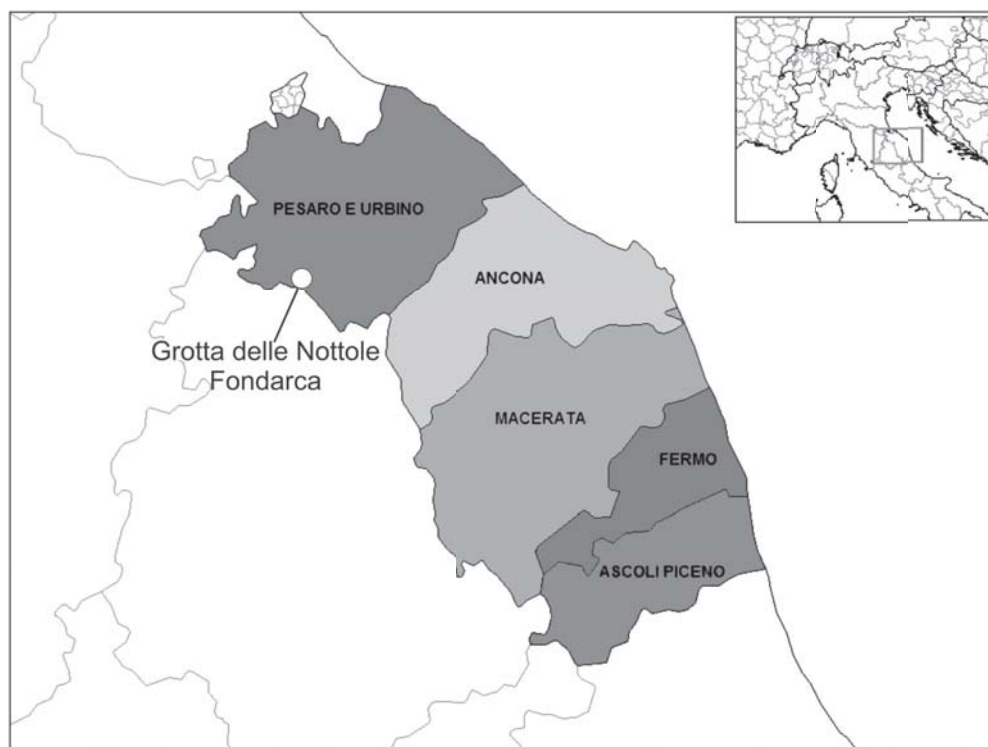 PESARO E URBINO
ANCONA
Grotta delle Nottole
Fondarca
MACERATA
FERMO
ASCOLI PICENO